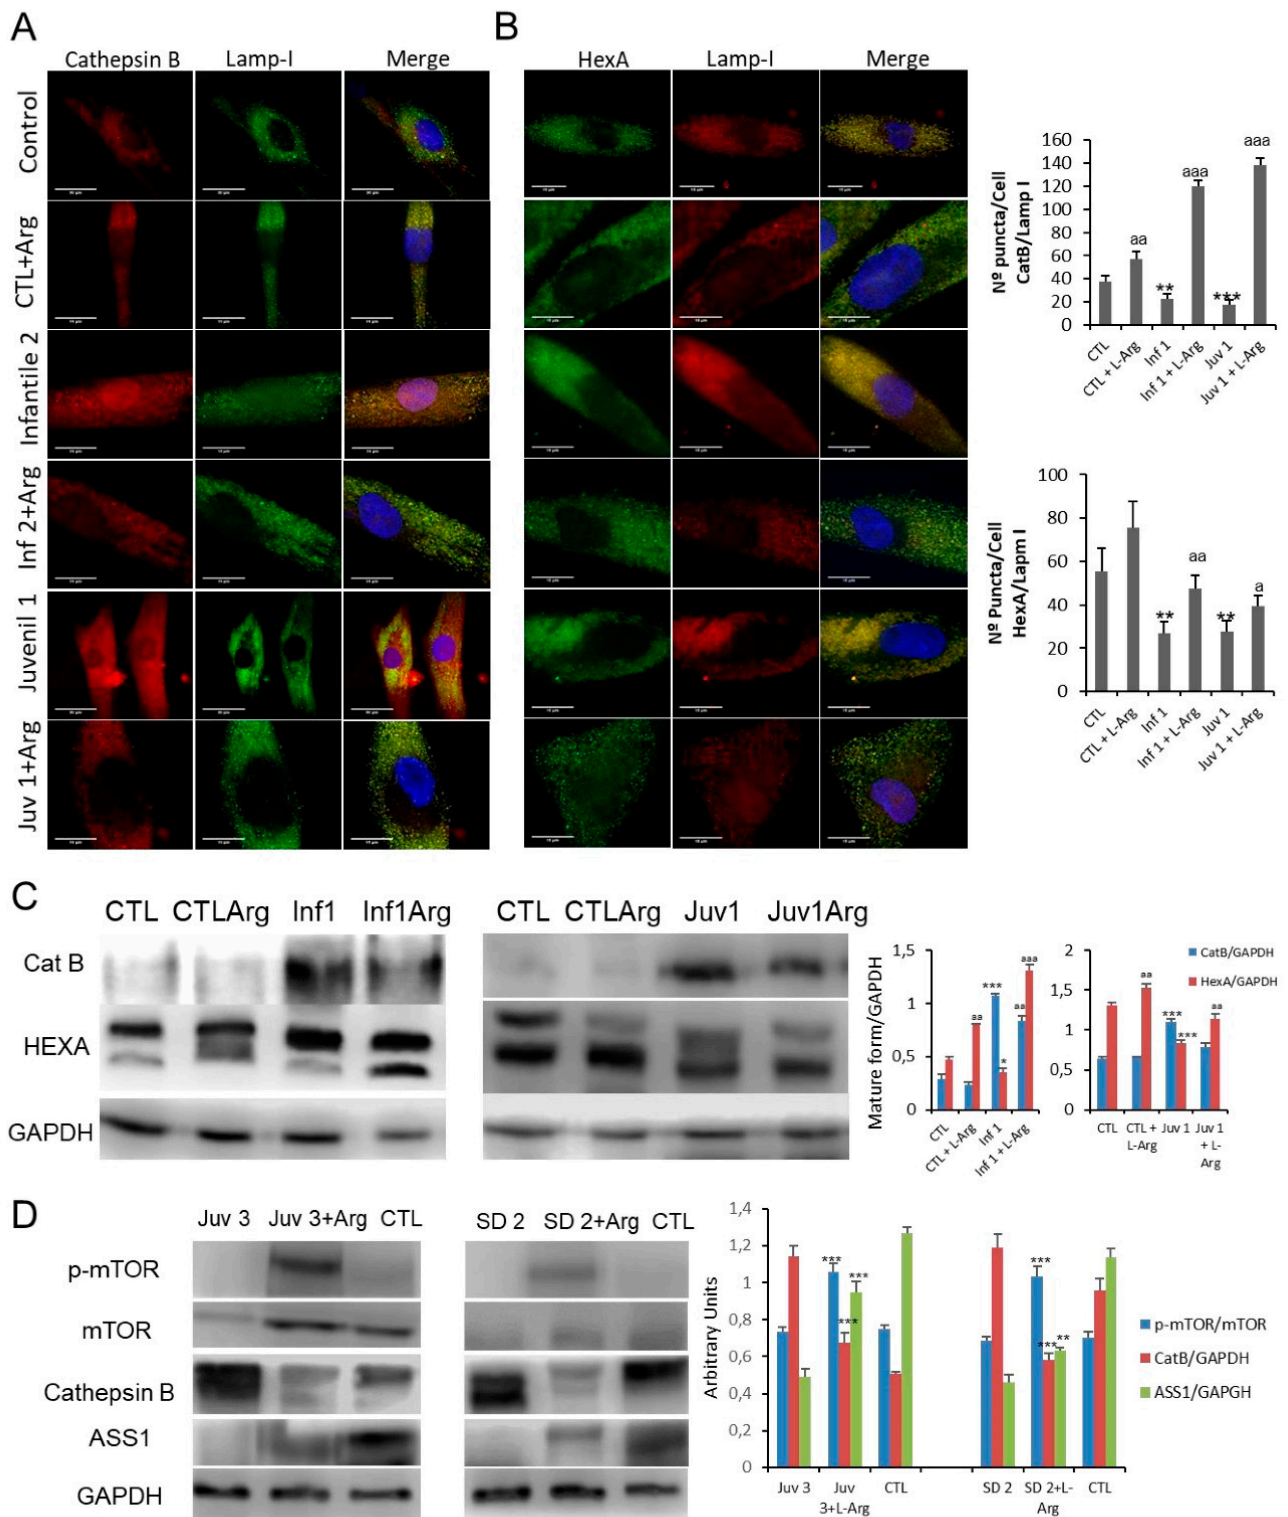 A
B
Cathepsin B Lamp-I Merge
HexA Lamp-I Merge
Control
CTL+Arg
Infantile 2
Inf 2+Arg
Juvenil 1
Juv 1+Arg
Nº puncta/Cell
CatB/Lamp I
160
140
120
100
80
60
40
20
0
aa
**
aaa
***
aaa
CTL
CTL + L-Arg
Inf 1
Inf 1 + L-Arg
Juv 1
Juv 1 + L-Arg
Nº Puncta/Cell
HexA/Lapm I
100
80
60
40
20
0
**
aa
**
a
CTL
CTL + L-Arg
Inf 1
Inf 1 + L-Arg
Juv 1
Juv 1 + L-Arg
C
CTL CTLArg Inf1 Inf1Arg
CTL CTLArg Juv1 Juv1Arg
Cat B
HEXA
GAPDH
Mature form/GAPDH
1,5
1
0,5
0
aa
***
*
aa
aaa
CTL
CTL + L-Arg
Inf 1
Inf 1 + L-Arg
2
1,5
1
0,5
0
aa
***
***
aa
CTL
CTL + L-Arg
Juv 1
Juv 1 + L-Arg
CatB/GAPDH
HexA/GAPDH
D
Juv 3 Juv 3+Arg CTL
SD 2 SD 2+Arg CTL
p-mTOR
mTOR
Cathepsin B
ASS1
GAPDH
Arbitrary Units
1,4
1,2
1
0,8
0,6
0,4
0,2
0
***
***
***
***
***
**
Juv 3
Juv 3+L-Arg
CTL
SD 2
SD 2+L-Arg
CTL
p-mTOR/mTOR
CatB/GAPDH
ASS1/GAPGH